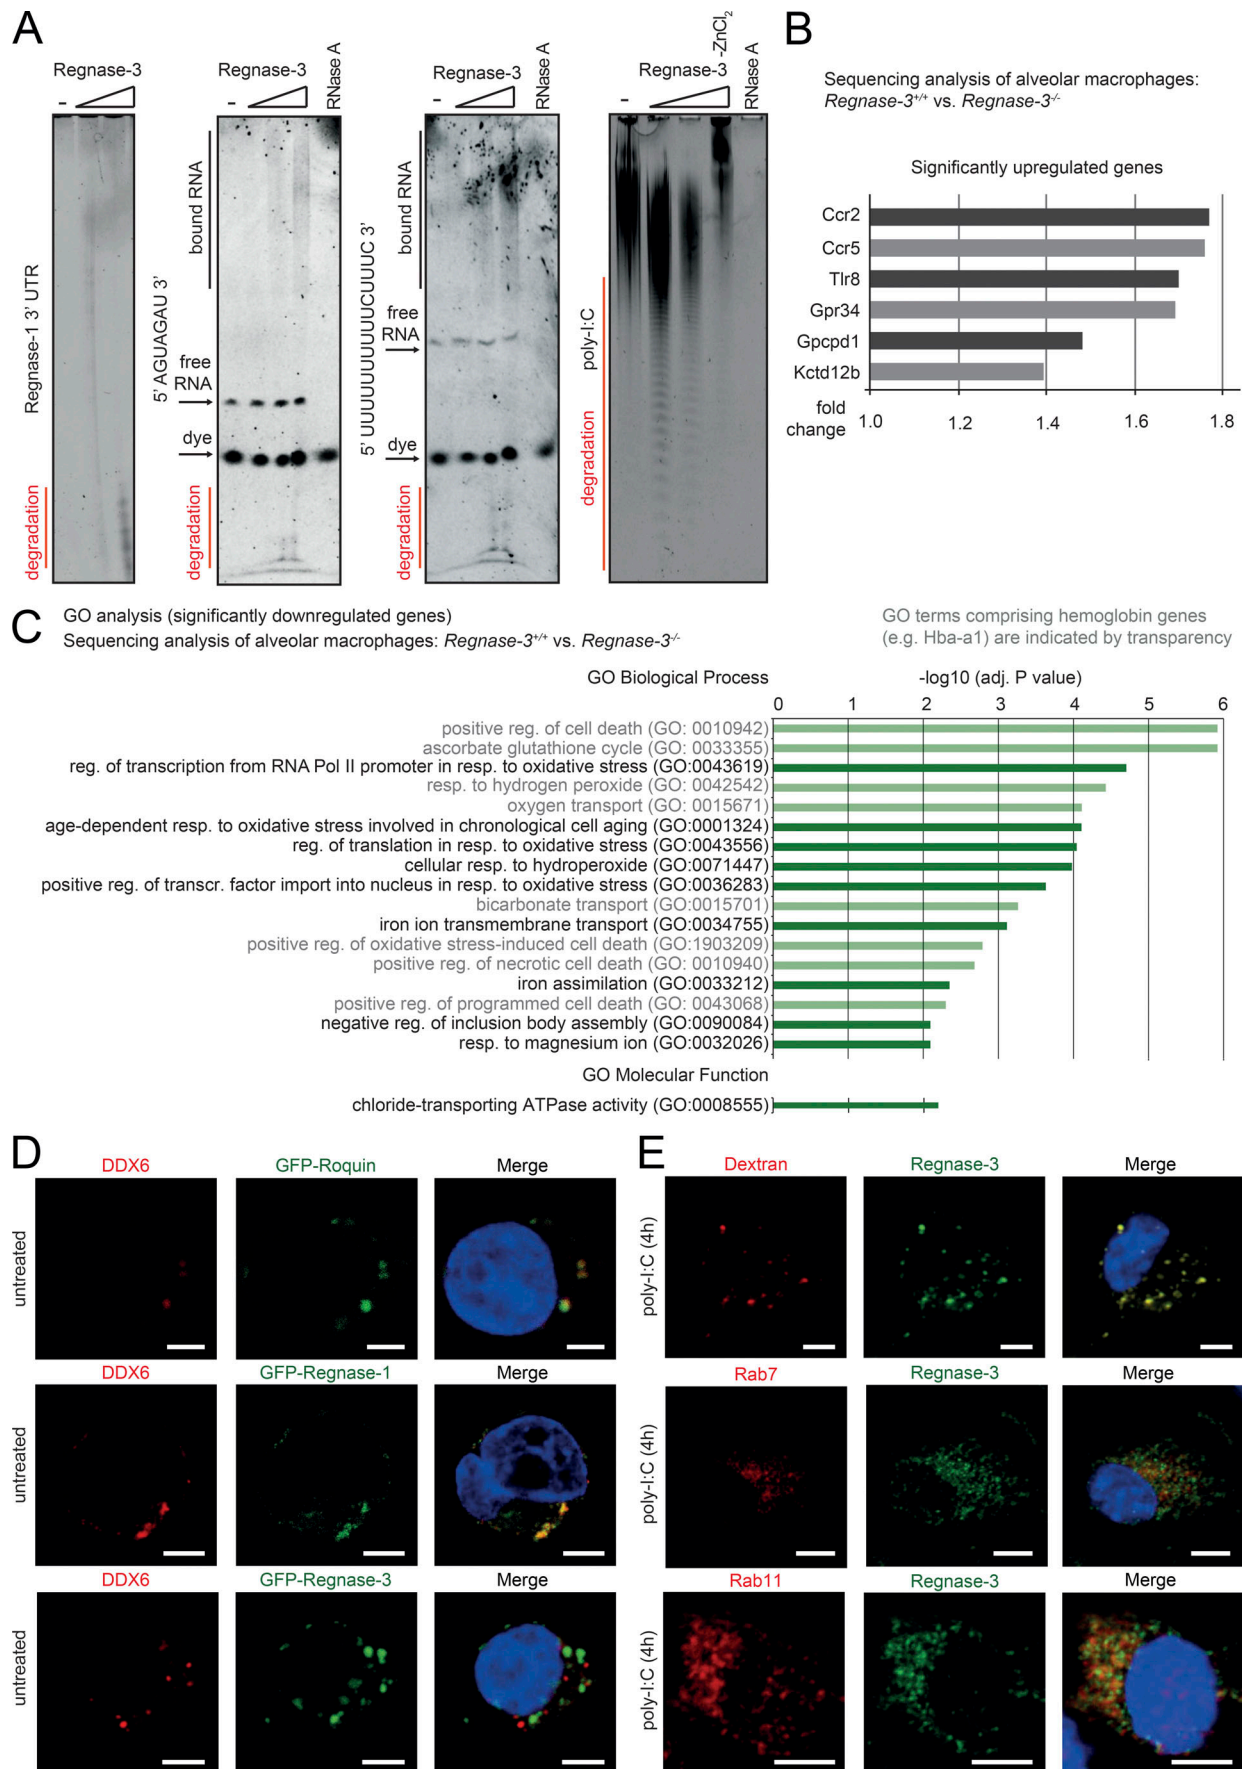 A
Regnase-3
-
Regnase-1 3' UTR
degradation
Regnase-3
RNase A
-
bound RNA
5' AGUAGAU 3'
free
RNA
dye
degradation
Regnase-3
RNase A
-
bound RNA
5' UUUUUUUUUUCUUUC 3'
free
RNA
dye
degradation
Regnase-3
-ZnCl2
RNase A
-
poly-I:C
degradation
B
Sequencing analysis of alveolar macrophages:
Regnase-3+/+ vs. Regnase-3-/-
Significantly upregulated genes
Ccr2
Ccr5
Tlr8
Gpr34
Gpcpd1
Kctd12b
fold
change
1.0 1.2 1.4 1.6 1.8
C
GO analysis (significantly downregulated genes)
Sequencing analysis of alveolar macrophages: Regnase-3+/+ vs. Regnase-3-/-
GO terms comprising hemoglobin genes
(e.g. Hba-a1) are indicated by transparency
GO Biological Process
-log10 (adj. P value)
0 1 2 3 4 5 6
positive reg. of cell death (GO: 0010942)
ascorbate glutathione cycle (GO: 0033355)
reg. of transcription from RNA Pol II promoter in resp. to oxidative stress (GO:0043619)
resp. to hydrogen peroxide (GO: 0042542)
oxygen transport (GO: 0015671)
age-dependent resp. to oxidative stress involved in chronological cell aging (GO:0001324)
reg. of translation in resp. to oxidative stress (GO:0043556)
cellular resp. to hydroperoxide (GO:0071447)
positive reg. of transcr. factor import into nucleus in resp. to oxidative stress (GO:0036283)
bicarbonate transport (GO:0015701)
iron ion transmembrane transport (GO:0034755)
positive reg. of oxidative stress-induced cell death (GO:1903209)
positive reg. of necrotic cell death (GO: 0010940)
iron assimilation (GO:0033212)
positive reg. of programmed cell death (GO: 0043068)
negative reg. of inclusion body assembly (GO:0090084)
resp. to magnesium ion (GO:0032026)
GO Molecular Function
chloride-transporting ATPase activity (GO:0008555)
D
DDX6 GFP-Roquin Merge
untreated
DDX6 GFP-Regnase-1 Merge
untreated
DDX6 GFP-Regnase-3 Merge
untreated
E
Dextran Regnase-3 Merge
poly-I:C (4h)
Rab7 Regnase-3 Merge
poly-I:C (4h)
Rab11 Regnase-3 Merge
poly-I:C (4h)